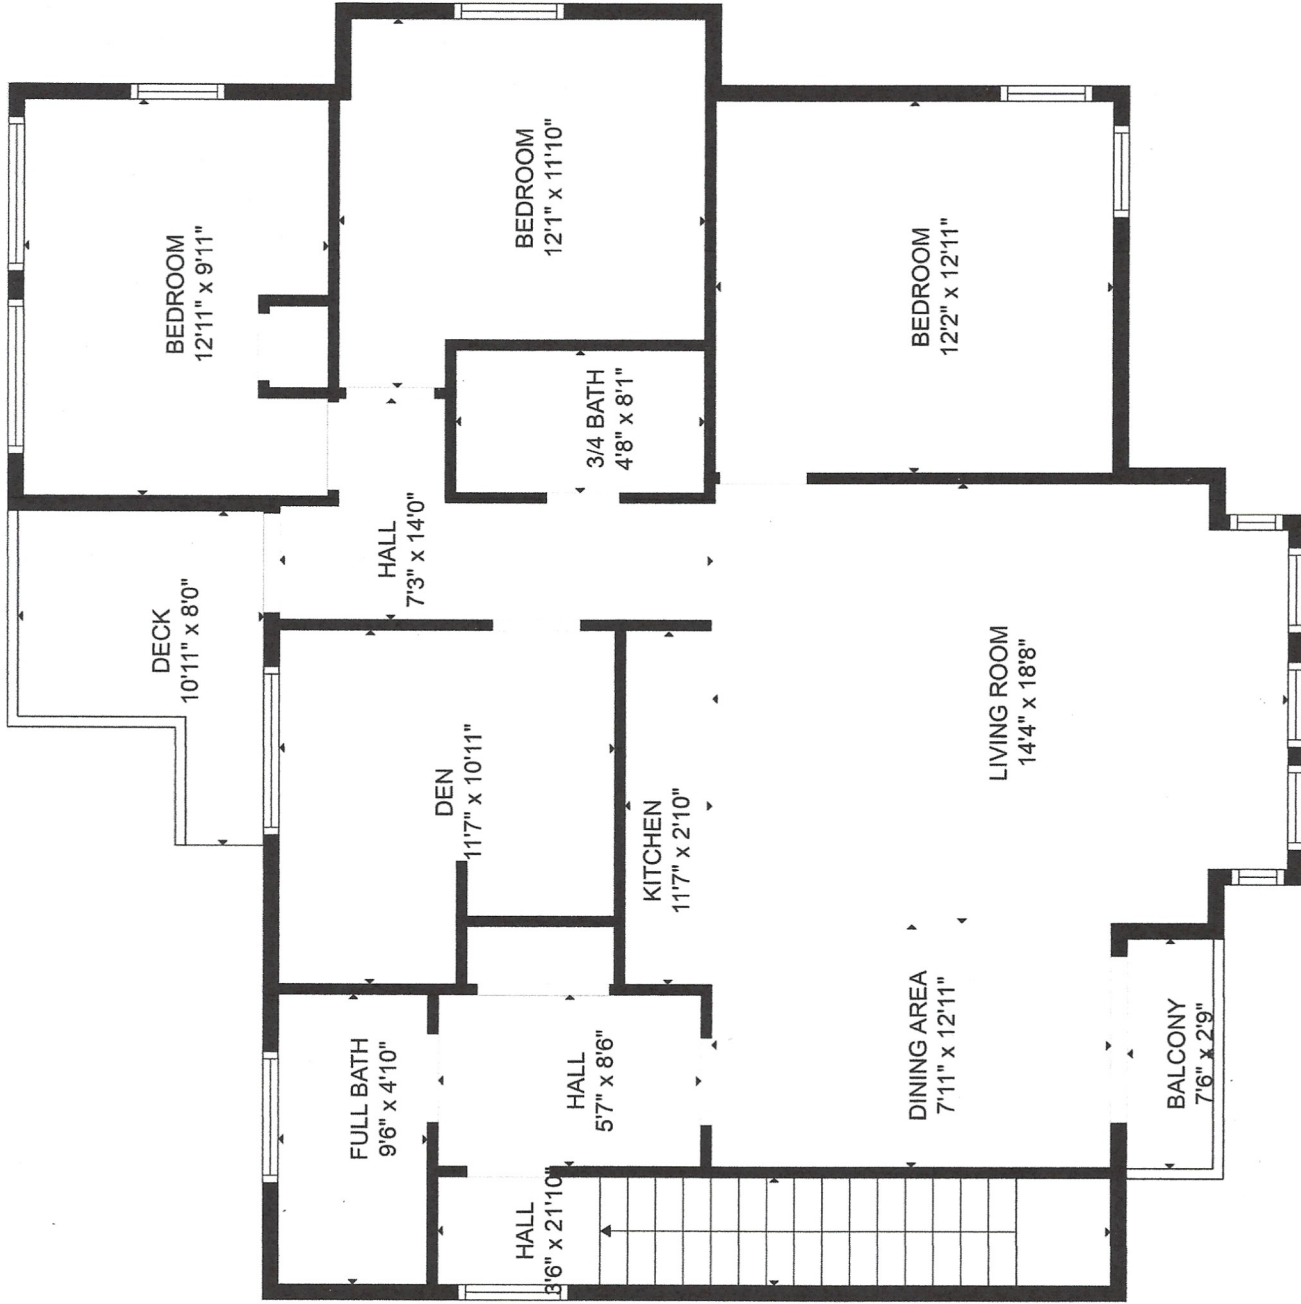 DECK
10'11" x 8'0"
BEDROOM
12'11" x 9'11"
FULL BATH
9'6" x 4'10"
HALL
7'3" x 14'0"
DEN
11'7" x 10'11"
HALL
3'6" x 21'10"
BEDROOM
12'1" x 11'10"
HALL
5'7" x 8'6"
3/4 BATH
4'8" x 8'1"
KITCHEN
11'7" x 2'10"
DINING AREA
7'11" x 12'11"
BEDROOM
12'2" x 12'11"
LIVING ROOM
14'4" x 18'8"
BALCONY
7'6" x 2'9"